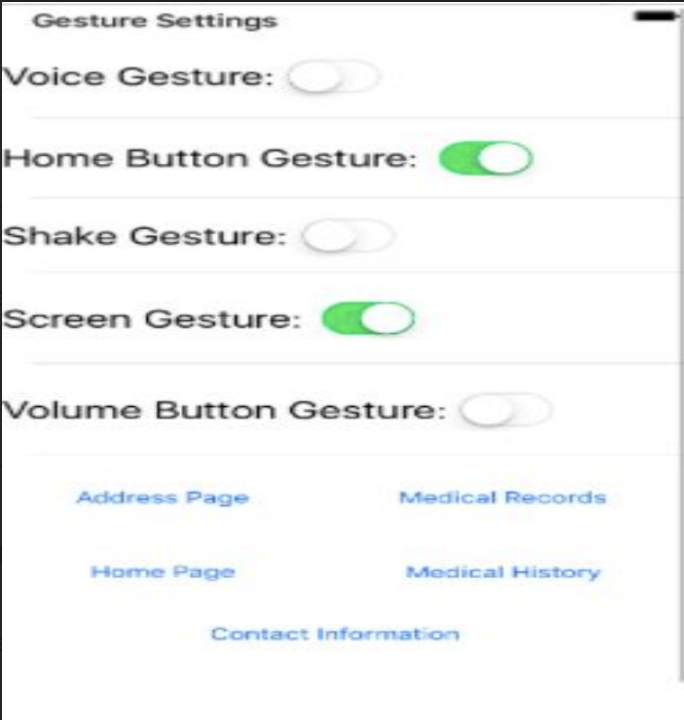 Gesture Settings
Voice Gesture:
Home Button Gesture:
Shake Gesture:
Screen Gesture:
Volume Button Gesture:
Address Page Medical Records
Home Page Medical History
Contact Information